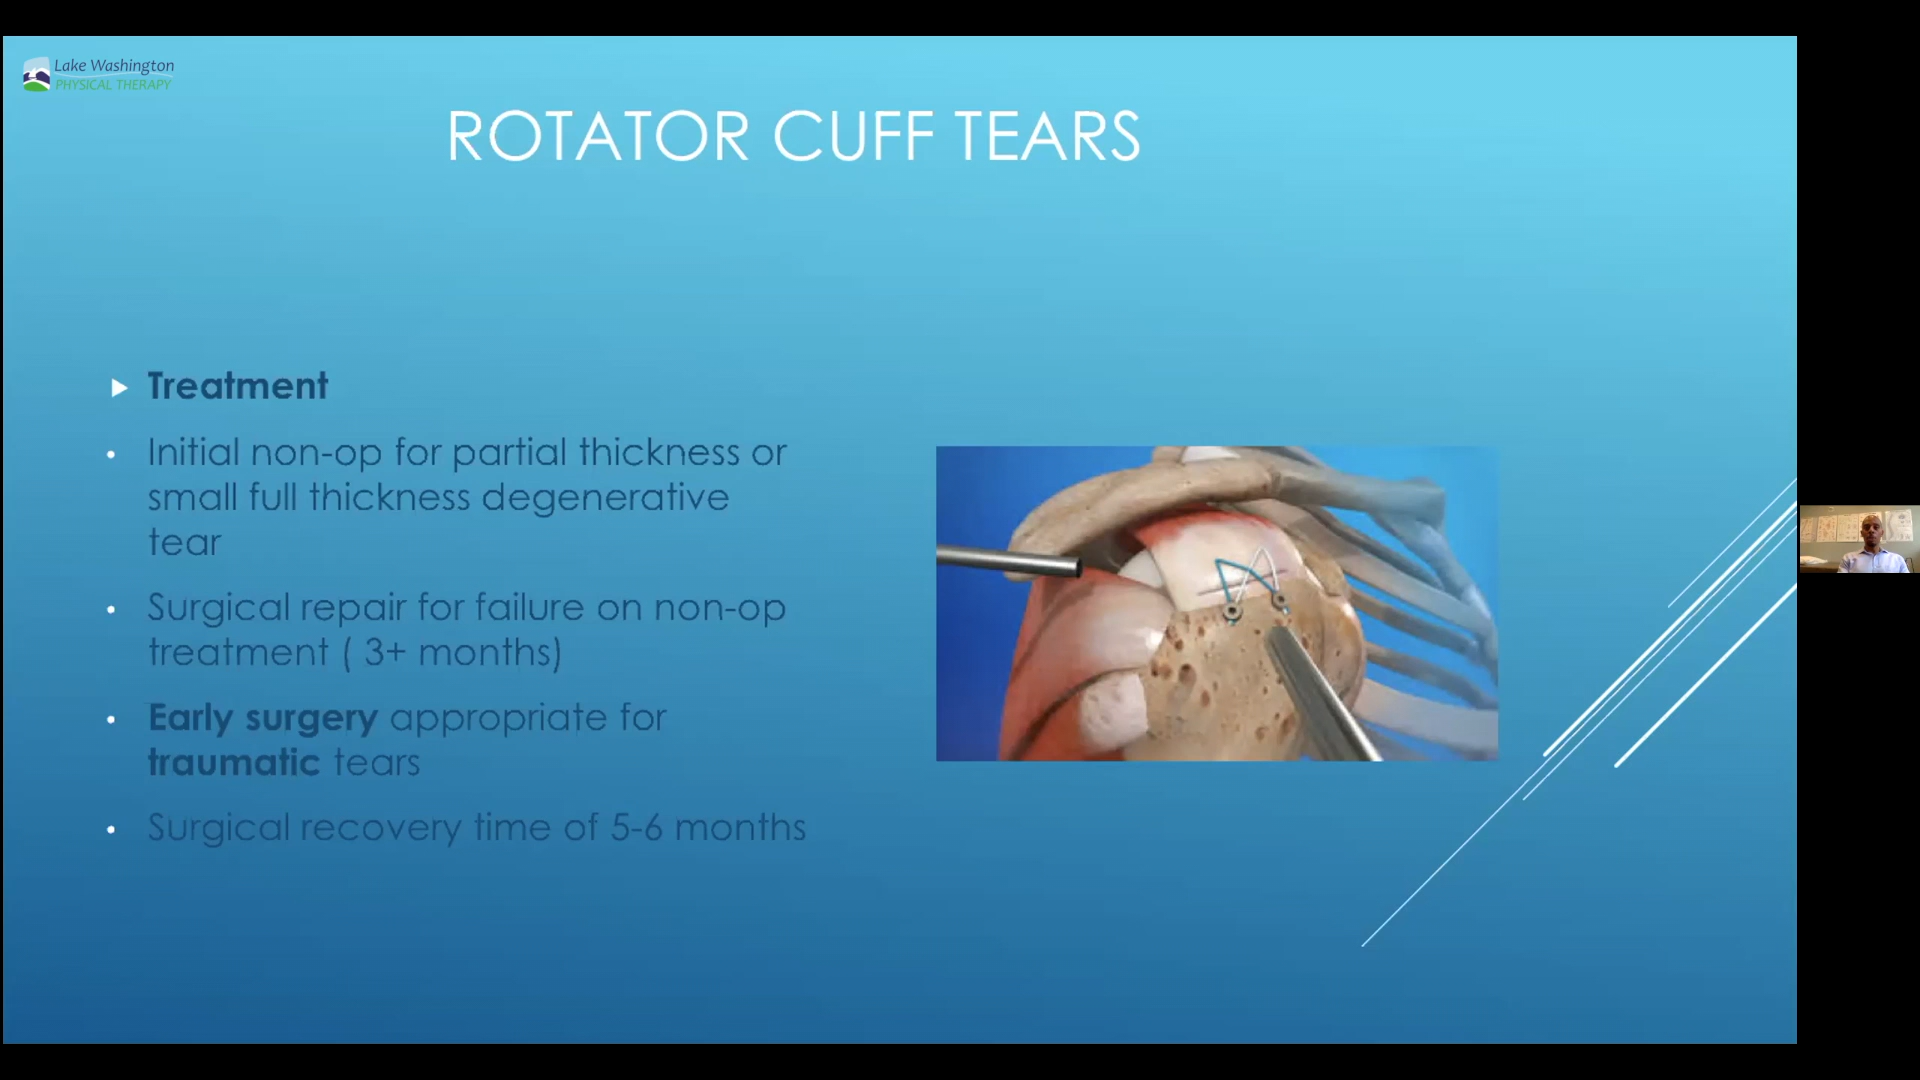 Lake Washington
PHYSICAL THERAPY
ROTATOR CUFF TEARS
Treatment
Initial non-op for partial thickness or
small full thickness degenerative
tear
Surgical repair for failure on non-op
treatment ( 3+ months)
Early surgery appropriate for
traumatic tears
Surgical recovery time of 5-6 months